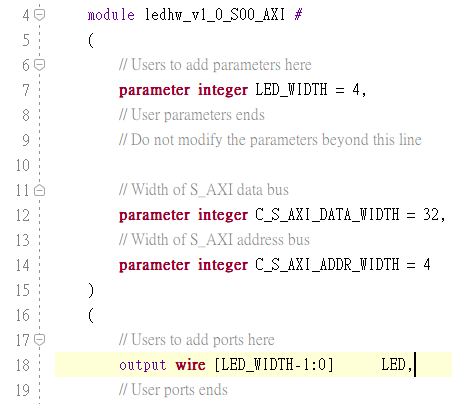 4 module ledhw_v1_0_S00_AXI #
5 (
6 // Users to add parameters here
7 parameter integer LED_WIDTH = 4,
8 // User parameters ends
9 // Do not modify the parameters beyond this line
10
11 // Width of S_AXI data bus
12 parameter integer C_S_AXI_DATA_WIDTH = 32,
13 // Width of S_AXI address bus
14 parameter integer C_S_AXI_ADDR_WIDTH = 4
15 )
16 (
17 // Users to add ports here
18 output wire [LED_WIDTH-1:0] LED,
19 // User ports ends